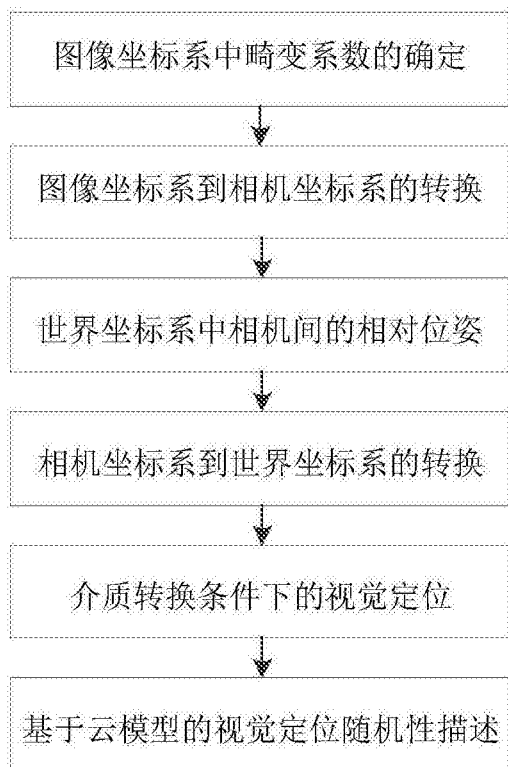 图像坐标系中畸变系数的确定
图像坐标系到相机坐标系的转换
世界坐标系中相机间的相对位姿
相机坐标系到世界坐标系的转换
介质转换条件下的视觉定位
基于云模型的视觉定位随机性描述